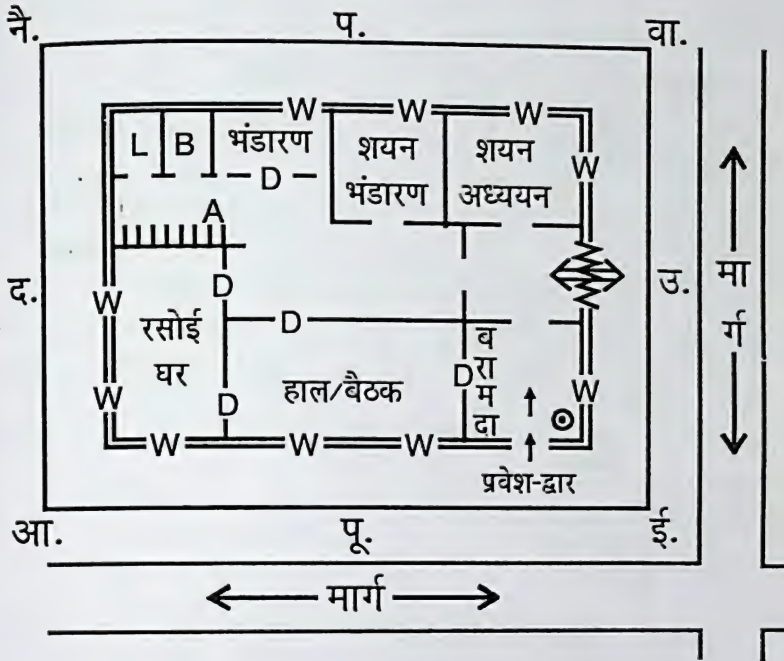 नै. प. वा.
W W W
L B भंडारण शयन शयन
W
D भंडारण अध्ययन
A
द. D उ. मा
र्ग
W
रसोई D ब
घर रा
हाल/बैठक D म
W D दा W
W W W
प्रवेश-द्वार
आ. पू. ई.
मार्ग